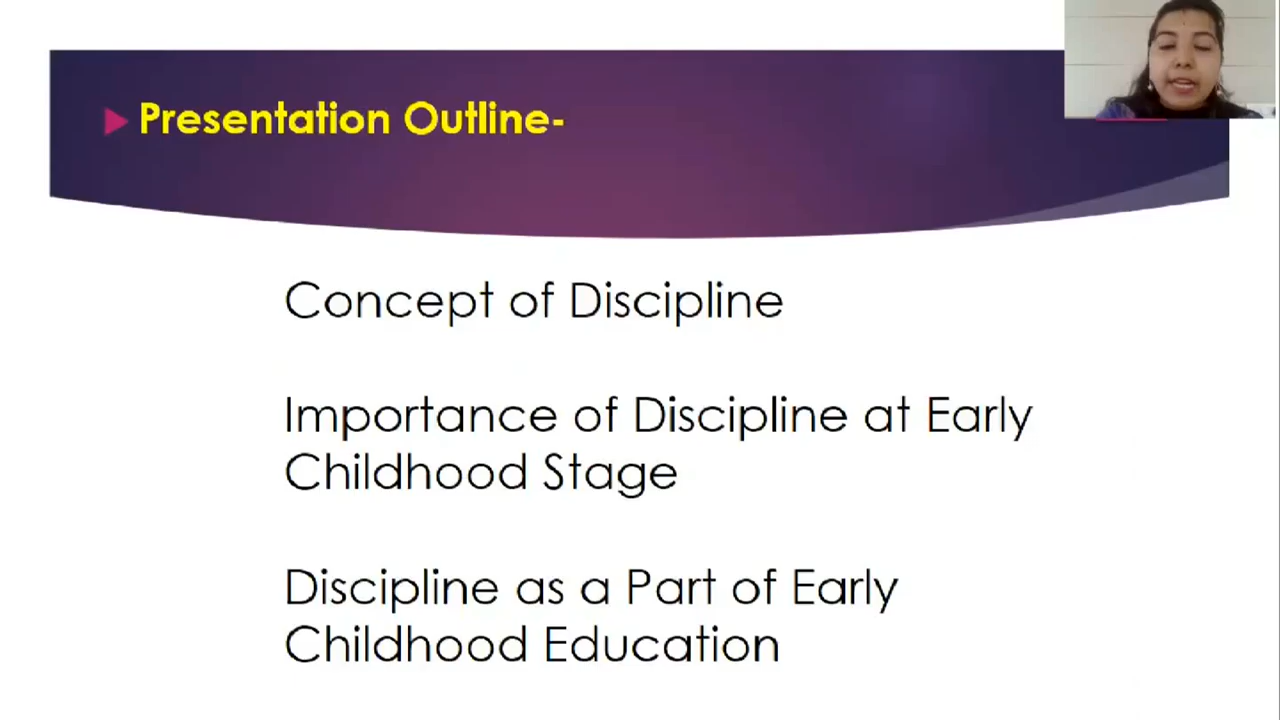 Presentation Outline-
Concept of Discipline
Importance of Discipline at Early
Childhood Stage
Discipline as a Part of Early
Childhood Education